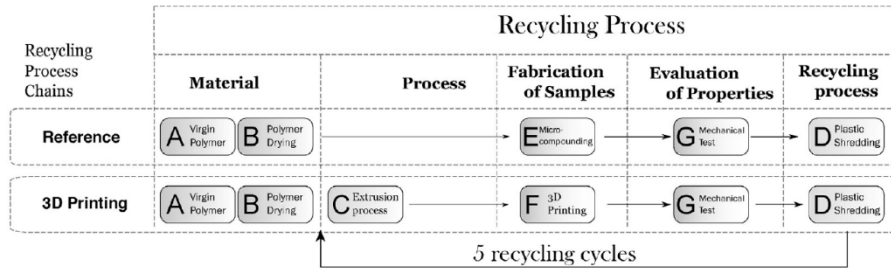 Recycling Process
Recycling
Process
Chains
Material
Process
Fabrication
of Samples
Evaluation
of Properties
Recycling
process
Reference
A Virgin
Polymer
B Polymer
Drying
E Micro-
compounding
G Mechanical
Test
D Plastic
Shredding
3D Printing
A Virgin
Polymer
B Polymer
Drying
C Extrusion
process
F 3D
Printing
G Mechanical
Test
D Plastic
Shredding
5 recycling cycles